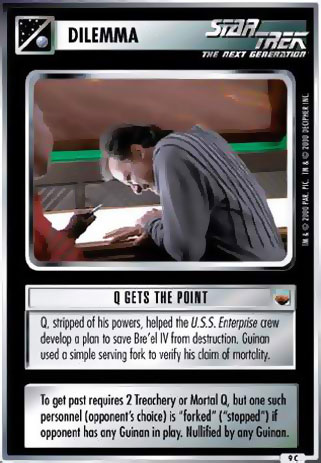 DILEMMA
STAR TREK
THE NEXT GENERATION
TM & © 2000 PAR. PIC. TM & © 2000 DECIPHER INC.
Q GETS THE POINT
Q, stripped of his powers, helped the U.S.S. Enterprise crew
develop a plan to save Bre'el IV from destruction. Guinan
used a simple serving fork to verify his claim of mortality.
To get past requires 2 Treachery or Mortal Q, but one such
personnel (opponent's choice) is "forked" ("stopped") if
opponent has any Guinan in play. Nullified by any Guinan.
9 C